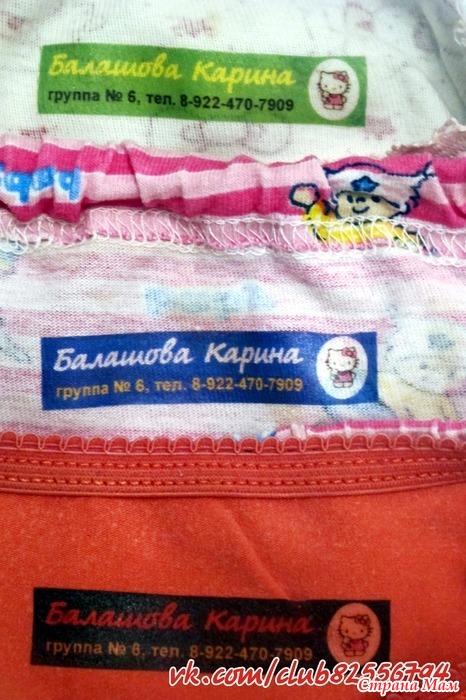 Балашова Карина
группа № 6, тел. 8-922-470-7909
Балашова Карина
группа № 6, тел. 8-922-470-7909
Балашова Карина
группа № 6, тел. 8-922-470-7909
vk.com/club82556794
Страна Мам